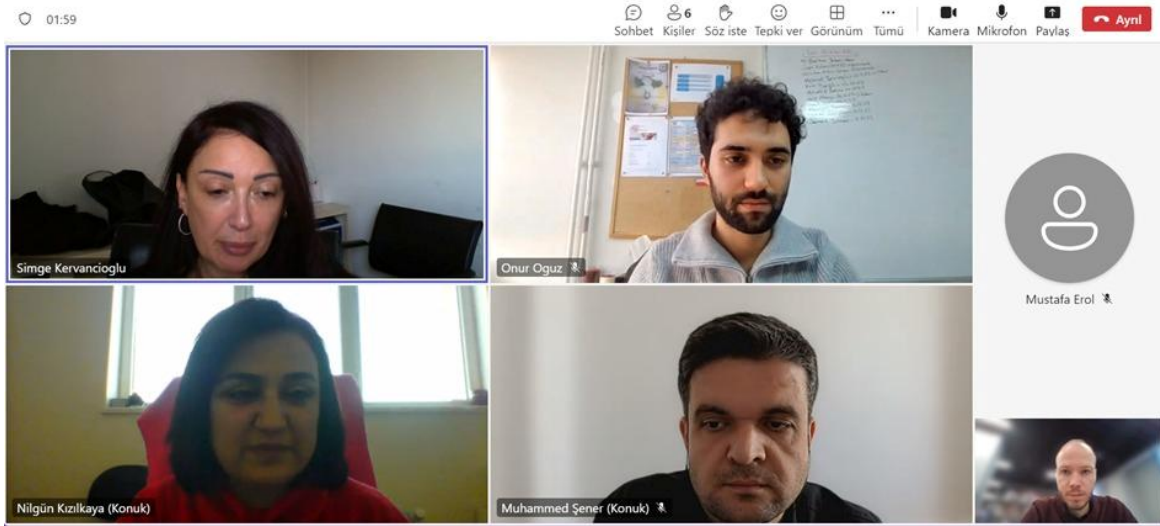 01:59
6
Sohbet Kişiler Söz iste Tepki ver Görünüm Tümü Kamera Mikrofon Paylaş Ayrıl
Simge Kervancioglu
Onur Oguz
Mustafa Erol
Nilgün Kızılkaya (Konuk)
Muhammed Şener (Konuk)